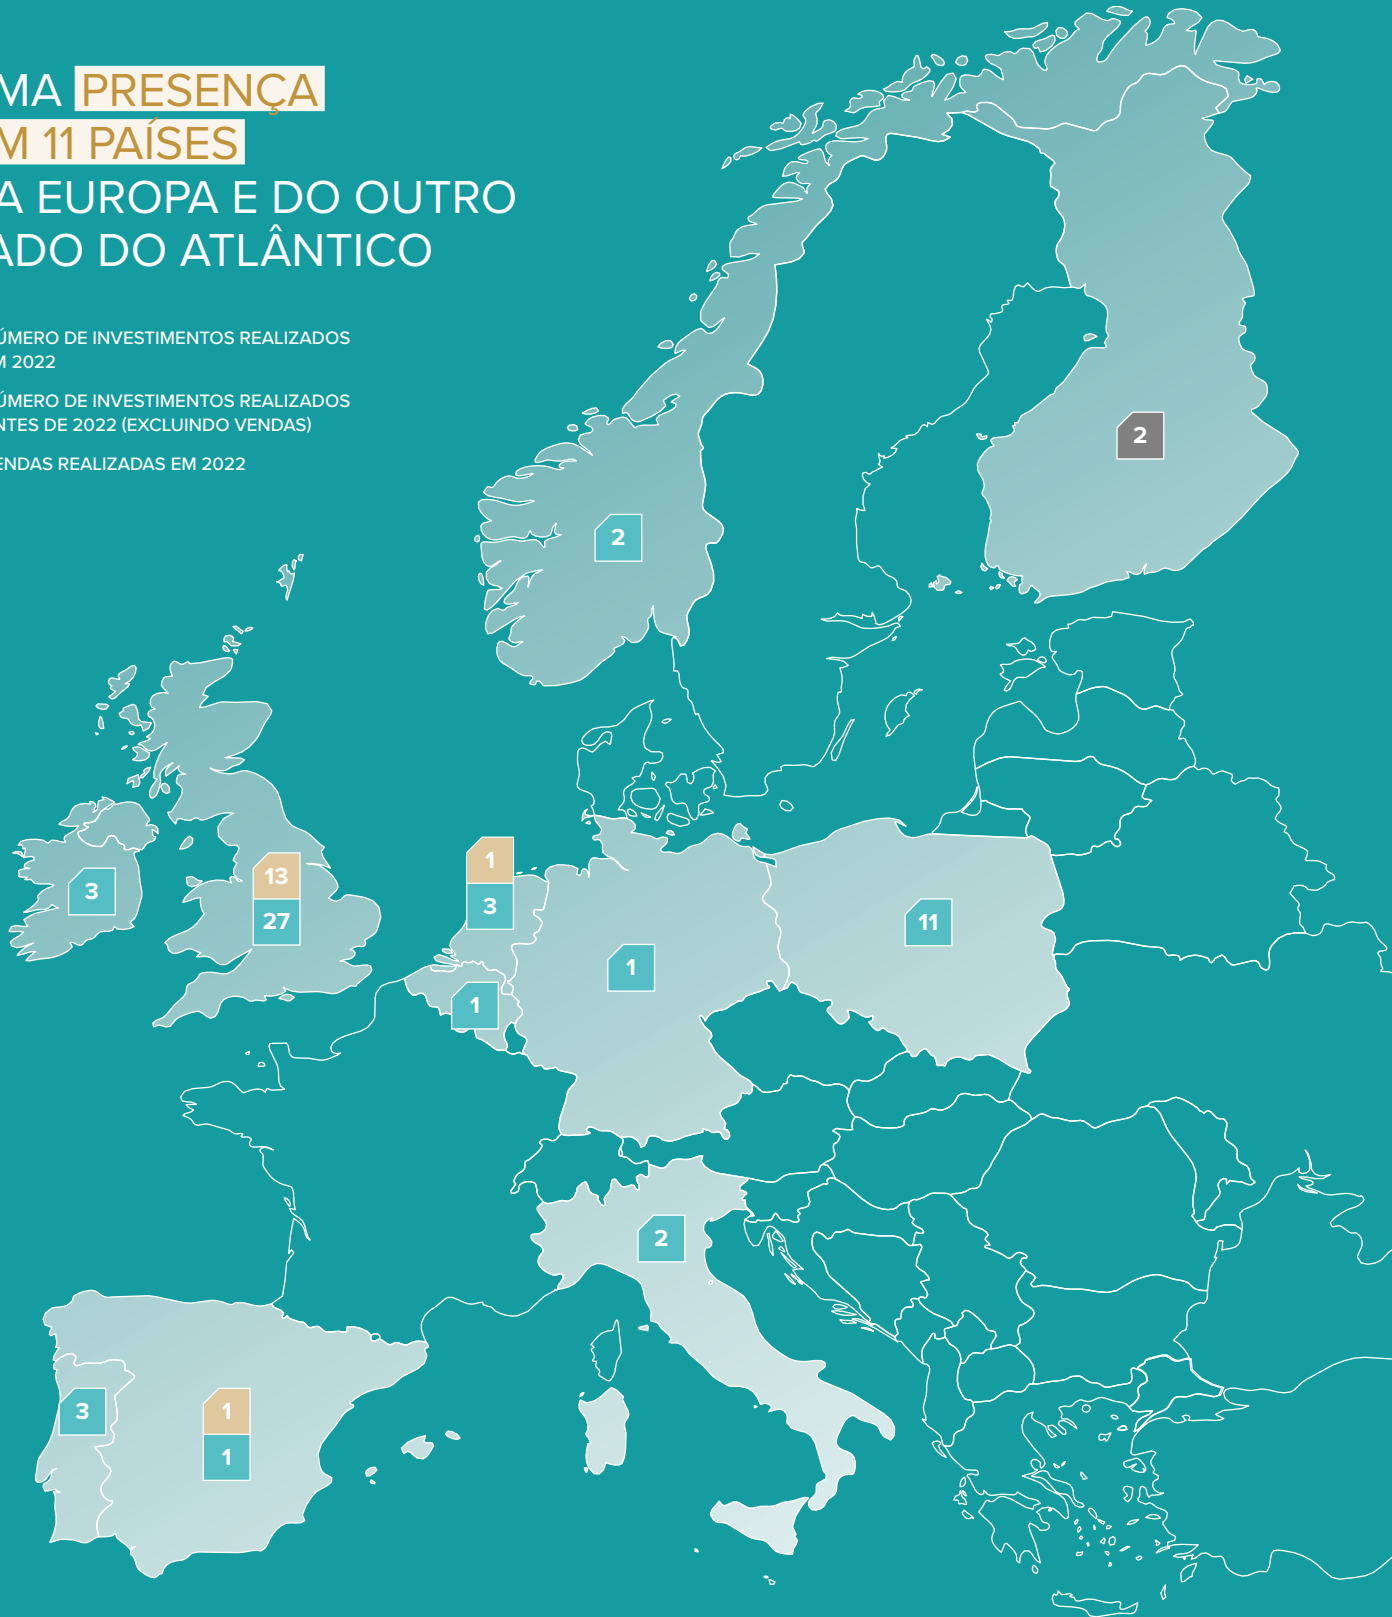 MA PRESENÇA
M 11 PAÍSES
A EUROPA E DO OUTRO
ADO DO ATLÂNTICO
ÚMERO DE INVESTIMENTOS REALIZADOS
M 2022
ÚMERO DE INVESTIMENTOS REALIZADOS
NTES DE 2022 (EXCLUINDO VENDAS)
ENDAS REALIZADAS EM 2022
2
2
1
13
3
3
27
11
1
1
2
3
1
1